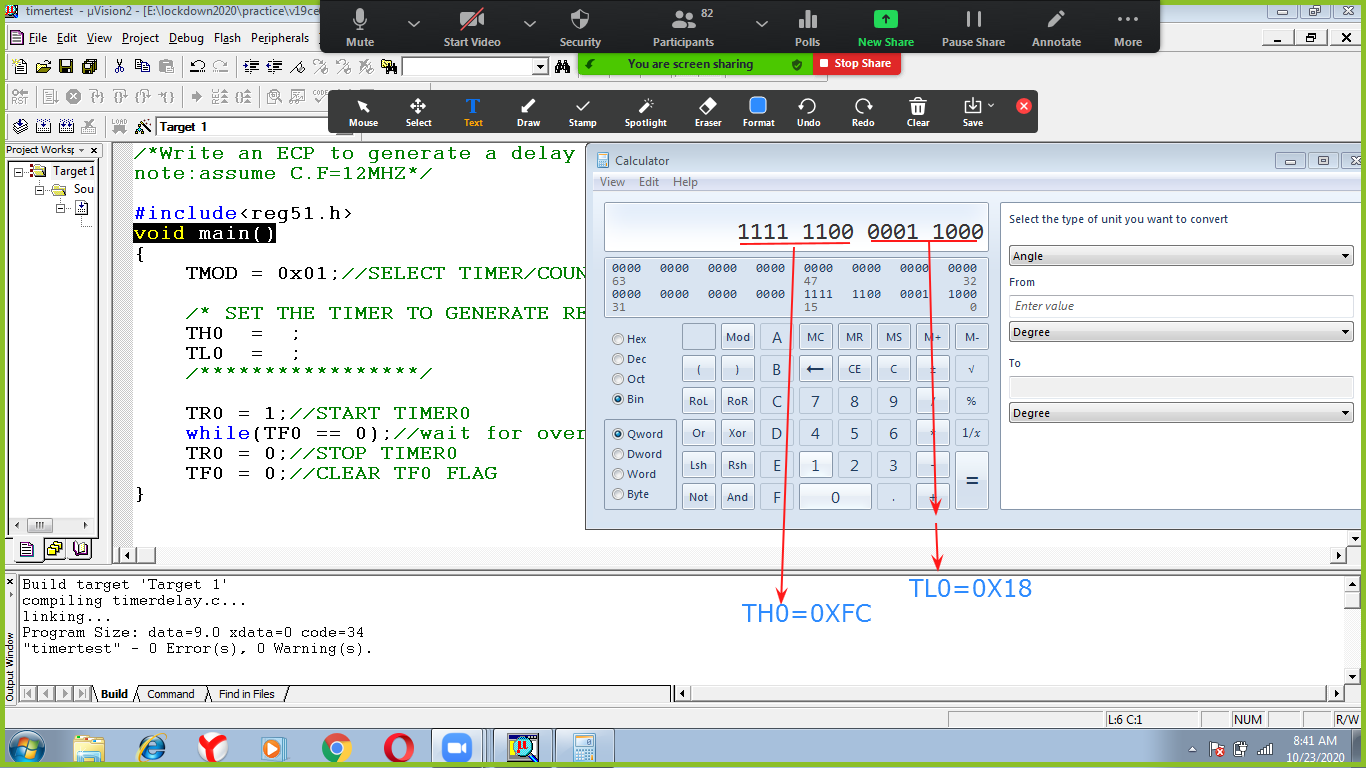 timertest - µVision2 - [E:\lockdown2020\practice\v19ce
File Edit View Project Debug Flash Peripherals
Mute Start Video Security Participants 82 Polls New Share Pause Share Annotate More
You are screen sharing Stop Share
Mouse Select Text Draw Stamp Spotlight Eraser Format Undo Redo Clear Save
Target 1
Project Worksp
Target 1
Sou
/*Write an ECP to generate a delay
note:assume C.F=12MHZ*/
#include<reg51.h>
void main()
{
TMOD = 0x01;//SELECT TIMER/COUN
/* SET THE TIMER TO GENERATE RE
TH0 = ;
TL0 = ;
/*****************/
TR0 = 1;//START TIMER0
while(TF0 == 0);//wait for over
TR0 = 0;//STOP TIMER0
TF0 = 0;//CLEAR TF0 FLAG
}
Calculator
View Edit Help
1111 1100 0001 1000
0000 0000 0000 0000 0000 0000 0000 0000
63 47 32
0000 0000 0000 0000 1111 1100 0001 1000
31 15 0
Hex
Dec
Oct
Bin
Qword
Dword
Word
Byte
Mod A MC MR MS M+ M-
( ) B ← CE C ± √
RoL RoR C 7 8 9 / %
Or Xor D 4 5 6 * 1/x
Lsh Rsh E 1 2 3 - =
Not And F 0 . +
Select the type of unit you want to convert
Angle
From
Enter value
Degree
To
Degree
TH0=0XFC
TL0=0X18
Build target 'Target 1'
compiling timerdelay.c...
linking...
Program Size: data=9.0 xdata=0 code=34
"timertest" - 0 Error(s), 0 Warning(s).
Output Window
Build Command Find in Files
L:6 C:1 NUM R/W
8:41 AM
10/23/2020